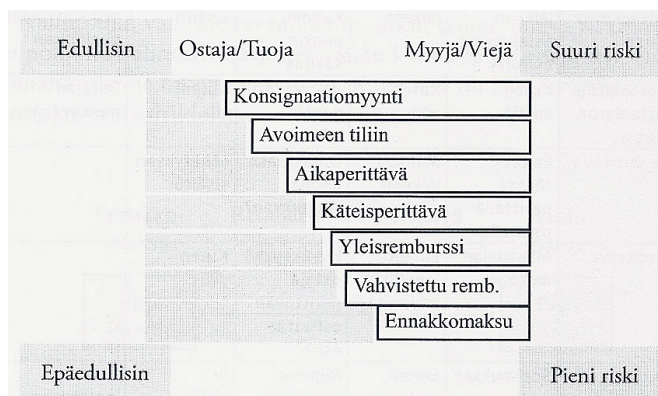 Edullisin Ostaja/Tuoja Myyjä/Viejä Suuri riski
Konsignaatiomyynti
Avoimeen tiliin
Aikaperittävä
Käteisperittävä
Yleisremburssi
Vahvistettu remb.
Ennakkomaksu
Epäedullisin Pieni riski